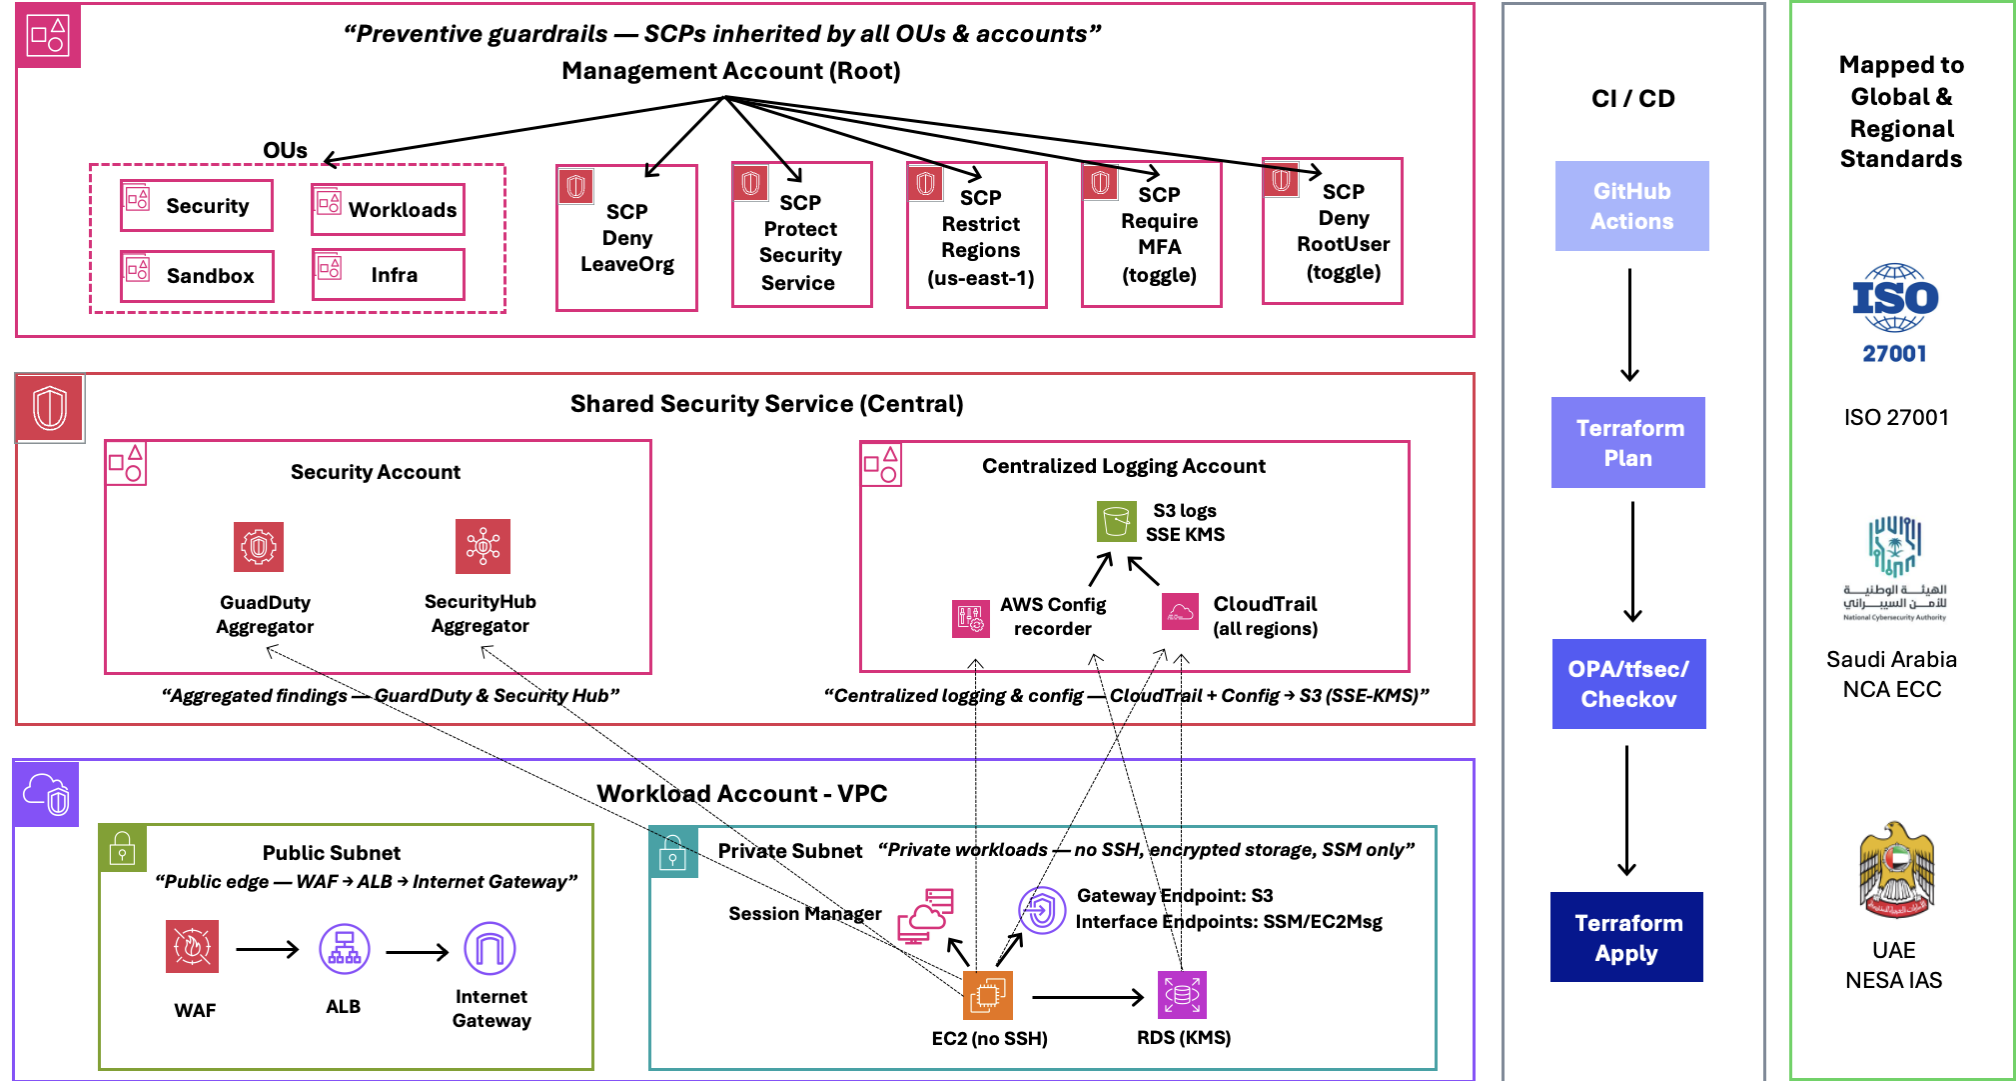 “Preventive guardrails — SCPs inherited by all OUs & accounts”
Management Account (Root)
OUs
Security
Workloads
Sandbox
Infra
SCP
Deny
LeaveOrg
SCP
Protect
Security
Service
SCP
Restrict
Regions
(us-east-1)
SCP
Require
MFA
(toggle)
SCP
Deny
RootUser
(toggle)
Shared Security Service (Central)
Security Account
GuadDuty
Aggregator
SecurityHub
Aggregator
“Aggregated findings — GuardDuty & Security Hub”
Centralized Logging Account
S3 logs
SSE KMS
AWS Config
recorder
CloudTrail
(all regions)
“Centralized logging & config — CloudTrail + Config → S3 (SSE-KMS)”
Workload Account - VPC
Public Subnet
“Public edge — WAF → ALB → Internet Gateway”
WAF
ALB
Internet
Gateway
Private Subnet
“Private workloads — no SSH, encrypted storage, SSM only”
Session Manager
Gateway Endpoint: S3
Interface Endpoints: SSM/EC2Msg
EC2 (no SSH)
RDS (KMS)
CI / CD
GitHub
Actions
Terraform
Plan
OPA/tfsec/
Checkov
Terraform
Apply
Mapped to
Global &
Regional
Standards
ISO
27001
ISO 27001
الهيئـــة الوطنيـــة
للأمـــن السيبـــراني
National Cybersecurity Authority
Saudi Arabia
NCA ECC
UAE
NESA IAS